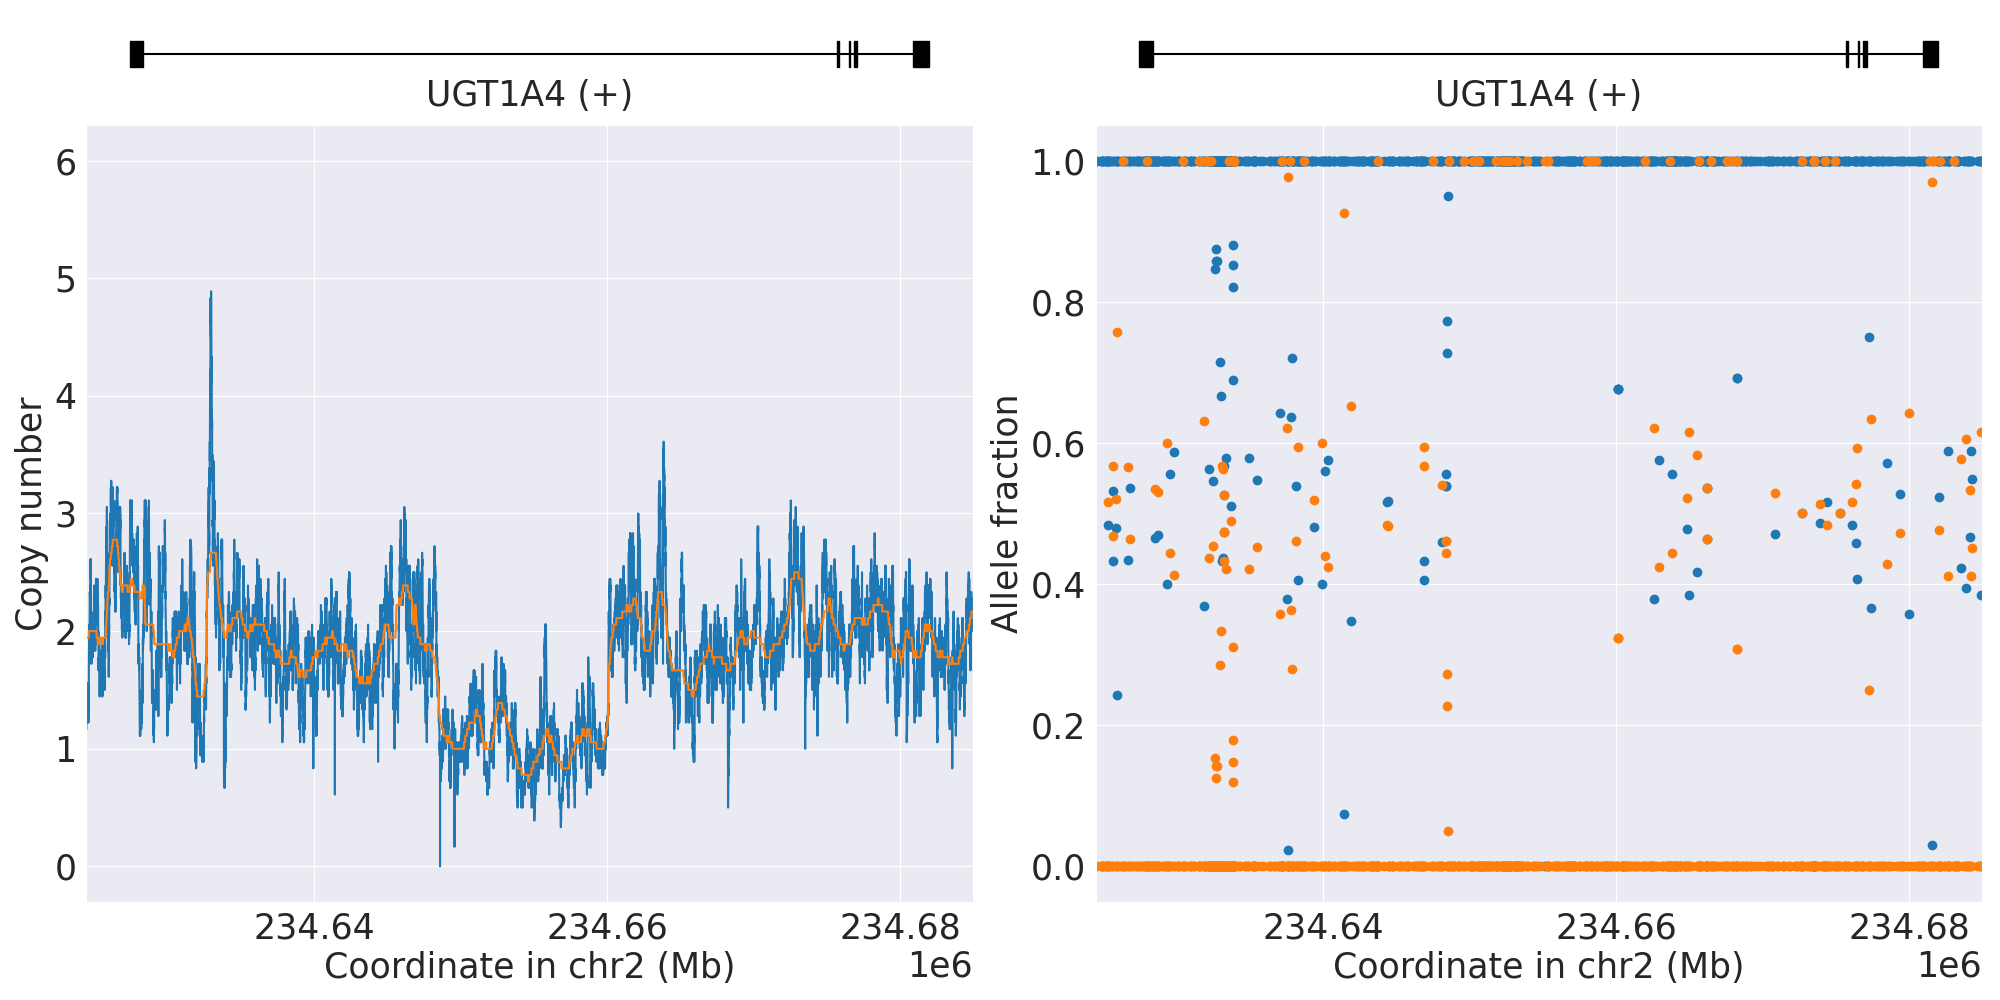 UGT1A4 (+)
6
5
4
3
2
1
0
Copy number
234.64
234.66
234.68
Coordinate in chr2 (Mb)
1e6
UGT1A4 (+)
1.0
0.8
0.6
0.4
0.2
0.0
Allele fraction
234.64
234.66
234.68
Coordinate in chr2 (Mb)
1e6